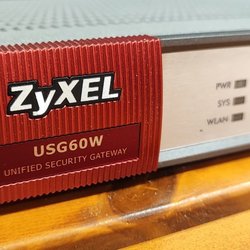 ZyXEL
USG60W
UNIFIED SECURITY GATEWAY
PWR
SYS
WLAN